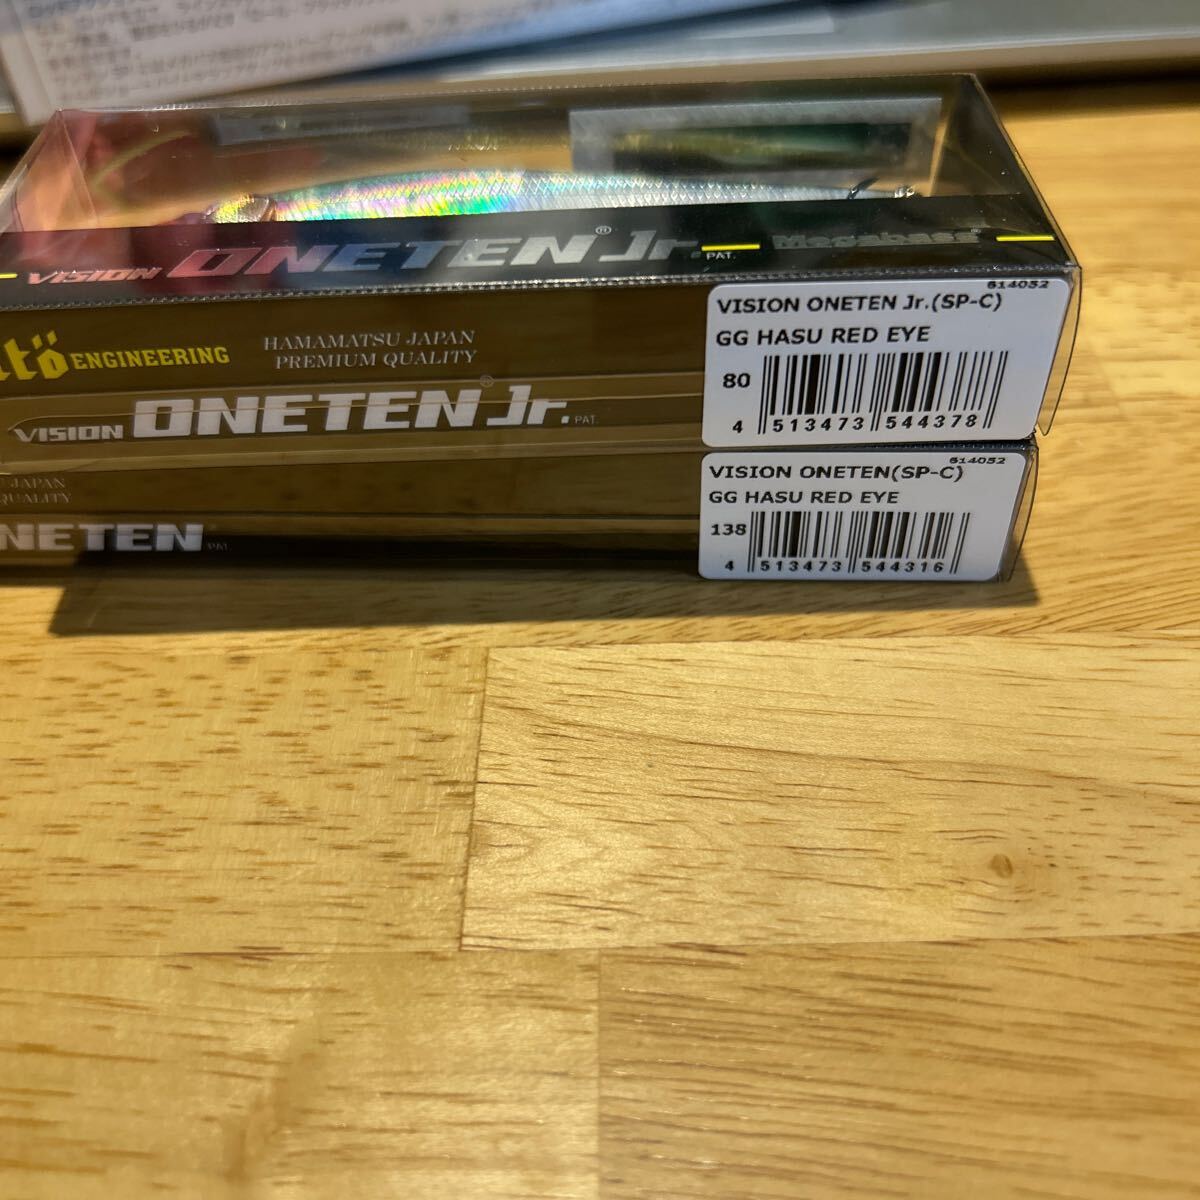 VISION ONETEN® Jr. PAT. Megabass®
614052
VISION ONETEN Jr.(SP-C)
GG HASU RED EYE
80
4 513473 544378
ENGINEERING
HAMAMATSU JAPAN
PREMIUM QUALITY
VISION ONETEN® Jr. PAT.
614052
VISION ONETEN(SP-C)
GG HASU RED EYE
138
4 513473 544316
JAPAN
QUALITY
NETEN PAT.